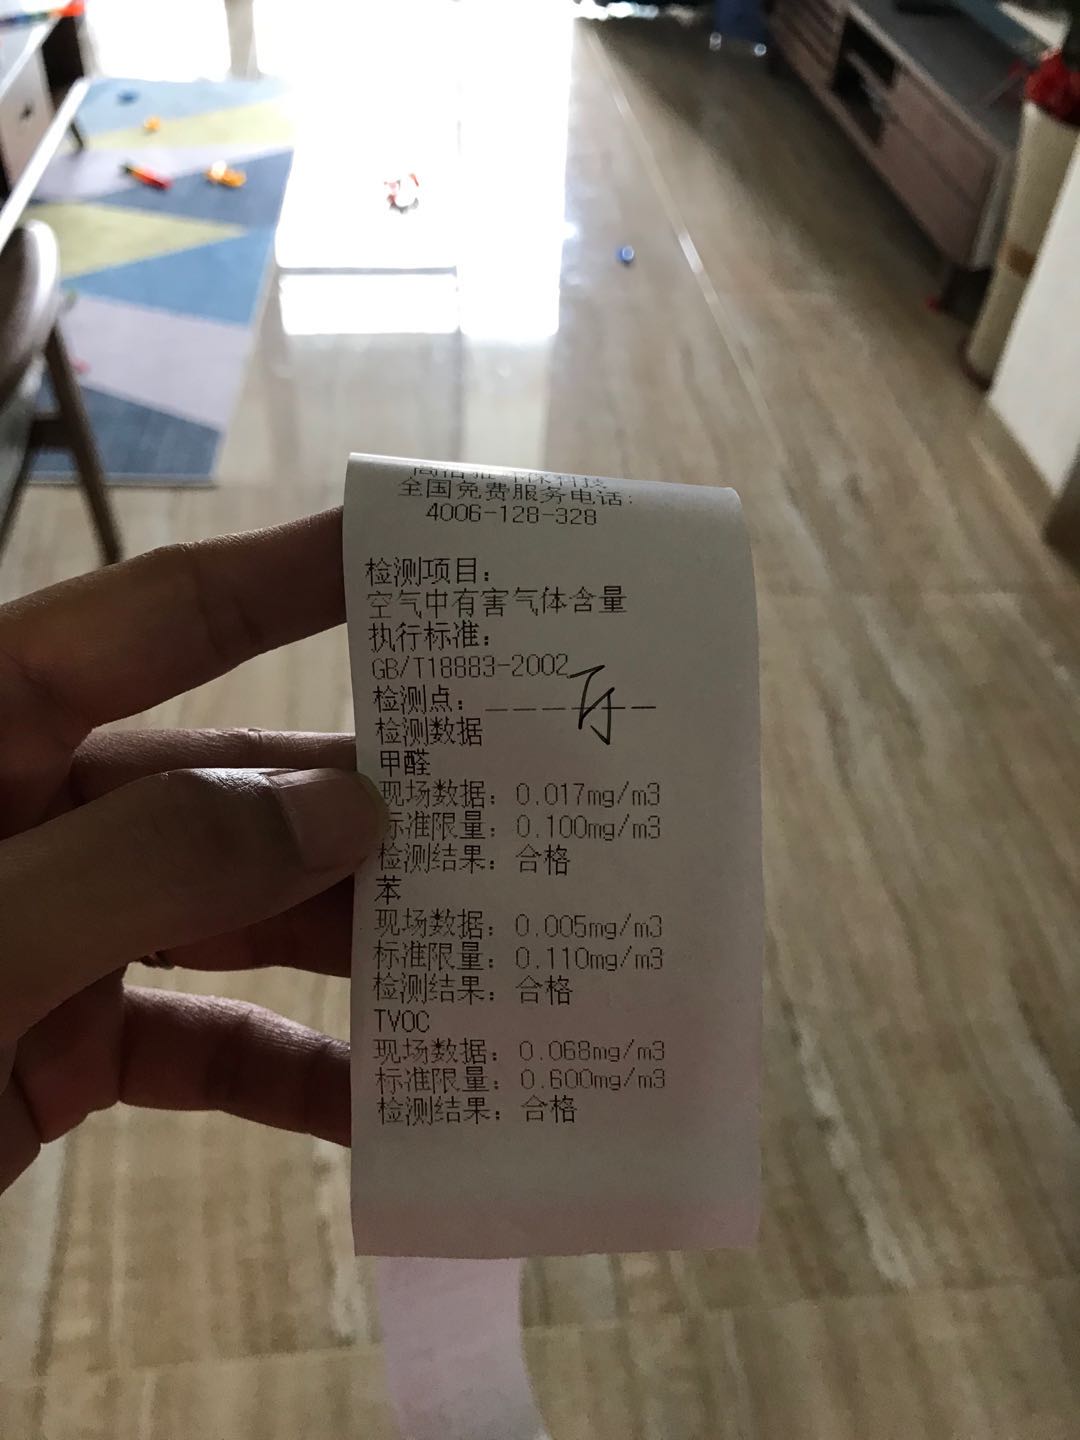 全国免费服务电话:
4006-128-328
检测项目:
空气中有害气体含量
执行标准:
GB/T18883-2002
检测点: ______
检测数据
甲醛
现场数据: 0.017mg/m3
标准限量: 0.100mg/m3
检测结果: 合格
苯
现场数据: 0.005mg/m3
标准限量: 0.110mg/m3
检测结果: 合格
TVOC
现场数据: 0.068mg/m3
标准限量: 0.600mg/m3
检测结果: 合格